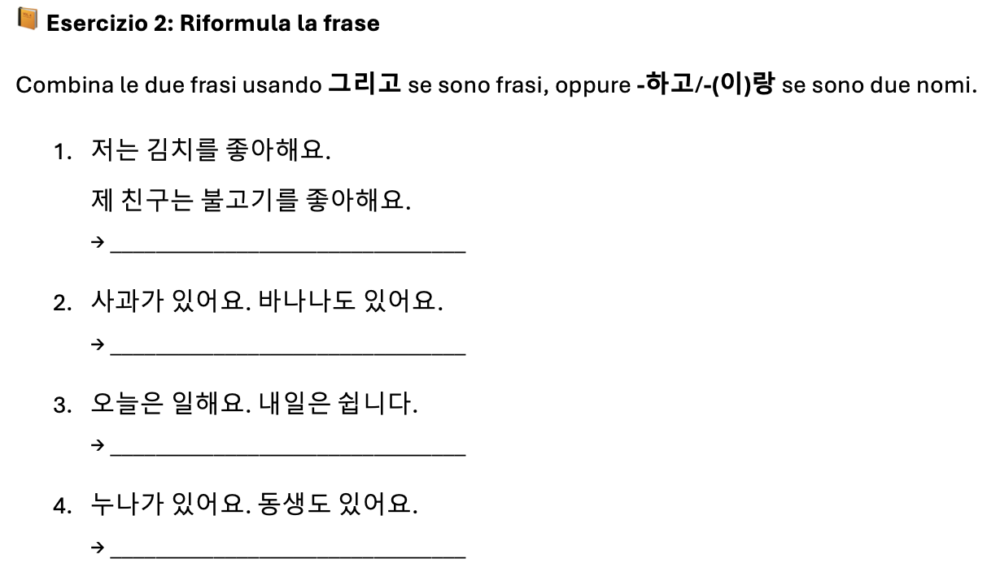 Esercizio 2: Riformula la frase
Combina le due frasi usando 그리고 se sono frasi, oppure -하고/-(이)랑 se sono due nomi.
1. 저는 김치를 좋아해요.
제 친구는 불고기를 좋아해요.
→ _______________________________
2. 사과가 있어요. 바나나도 있어요.
→ _______________________________
3. 오늘은 일해요. 내일은 쉽니다.
→ _______________________________
4. 누나가 있어요. 동생도 있어요.
→ _______________________________